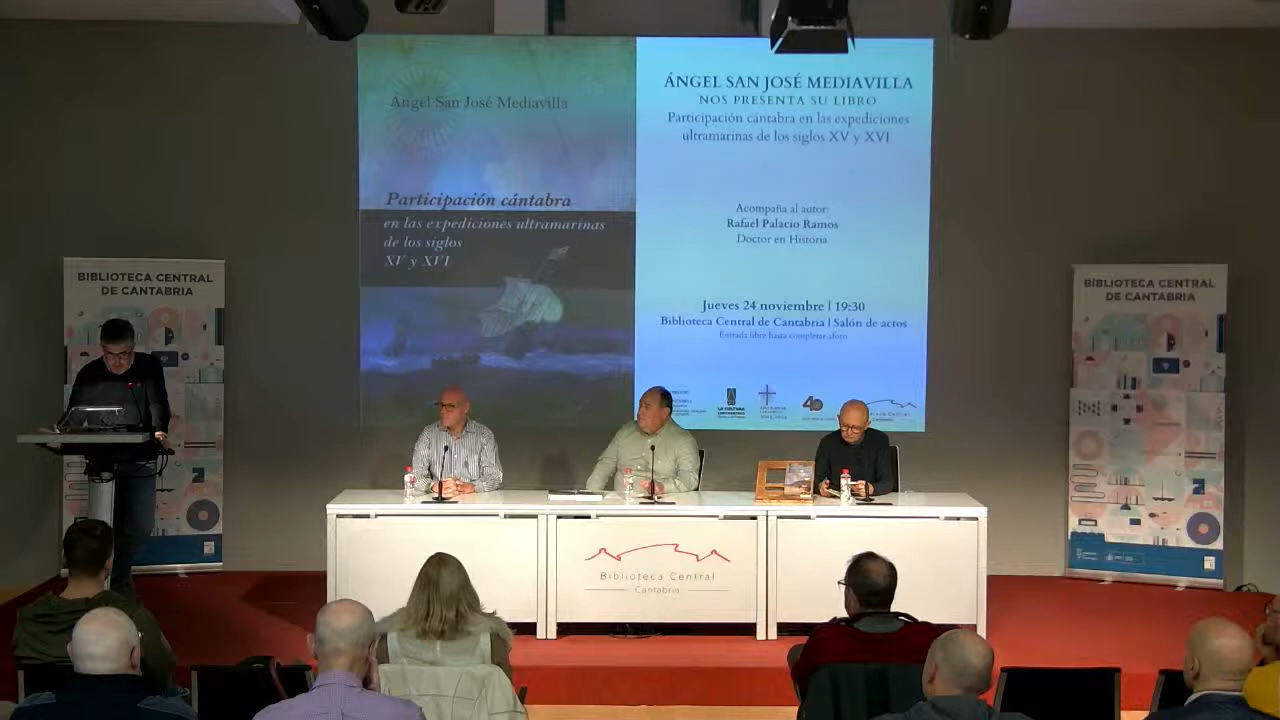 Ángel San José Mediavilla
Participación cántabra
en las expediciones ultramarinas
de los siglos
XV y XVI
ÁNGEL SAN JOSÉ MEDIAVILLA
NOS PRESENTA SU LIBRO
Participación cántabra en las expediciones
ultramarinas de los siglos XV y XVI
Acompaña al autor:
Rafael Palacio Ramos
Doctor en Historia
Jueves 24 noviembre | 19:30
Biblioteca Central de Cantabria | Salón de actos
Entrada libre hasta completar aforo
LA CULTURA
40
BIBLIOTECA CENTRAL
DE CANTABRIA
BIBLIOTECA CENTRAL
DE CANTABRIA
Biblioteca Central
Cantabria